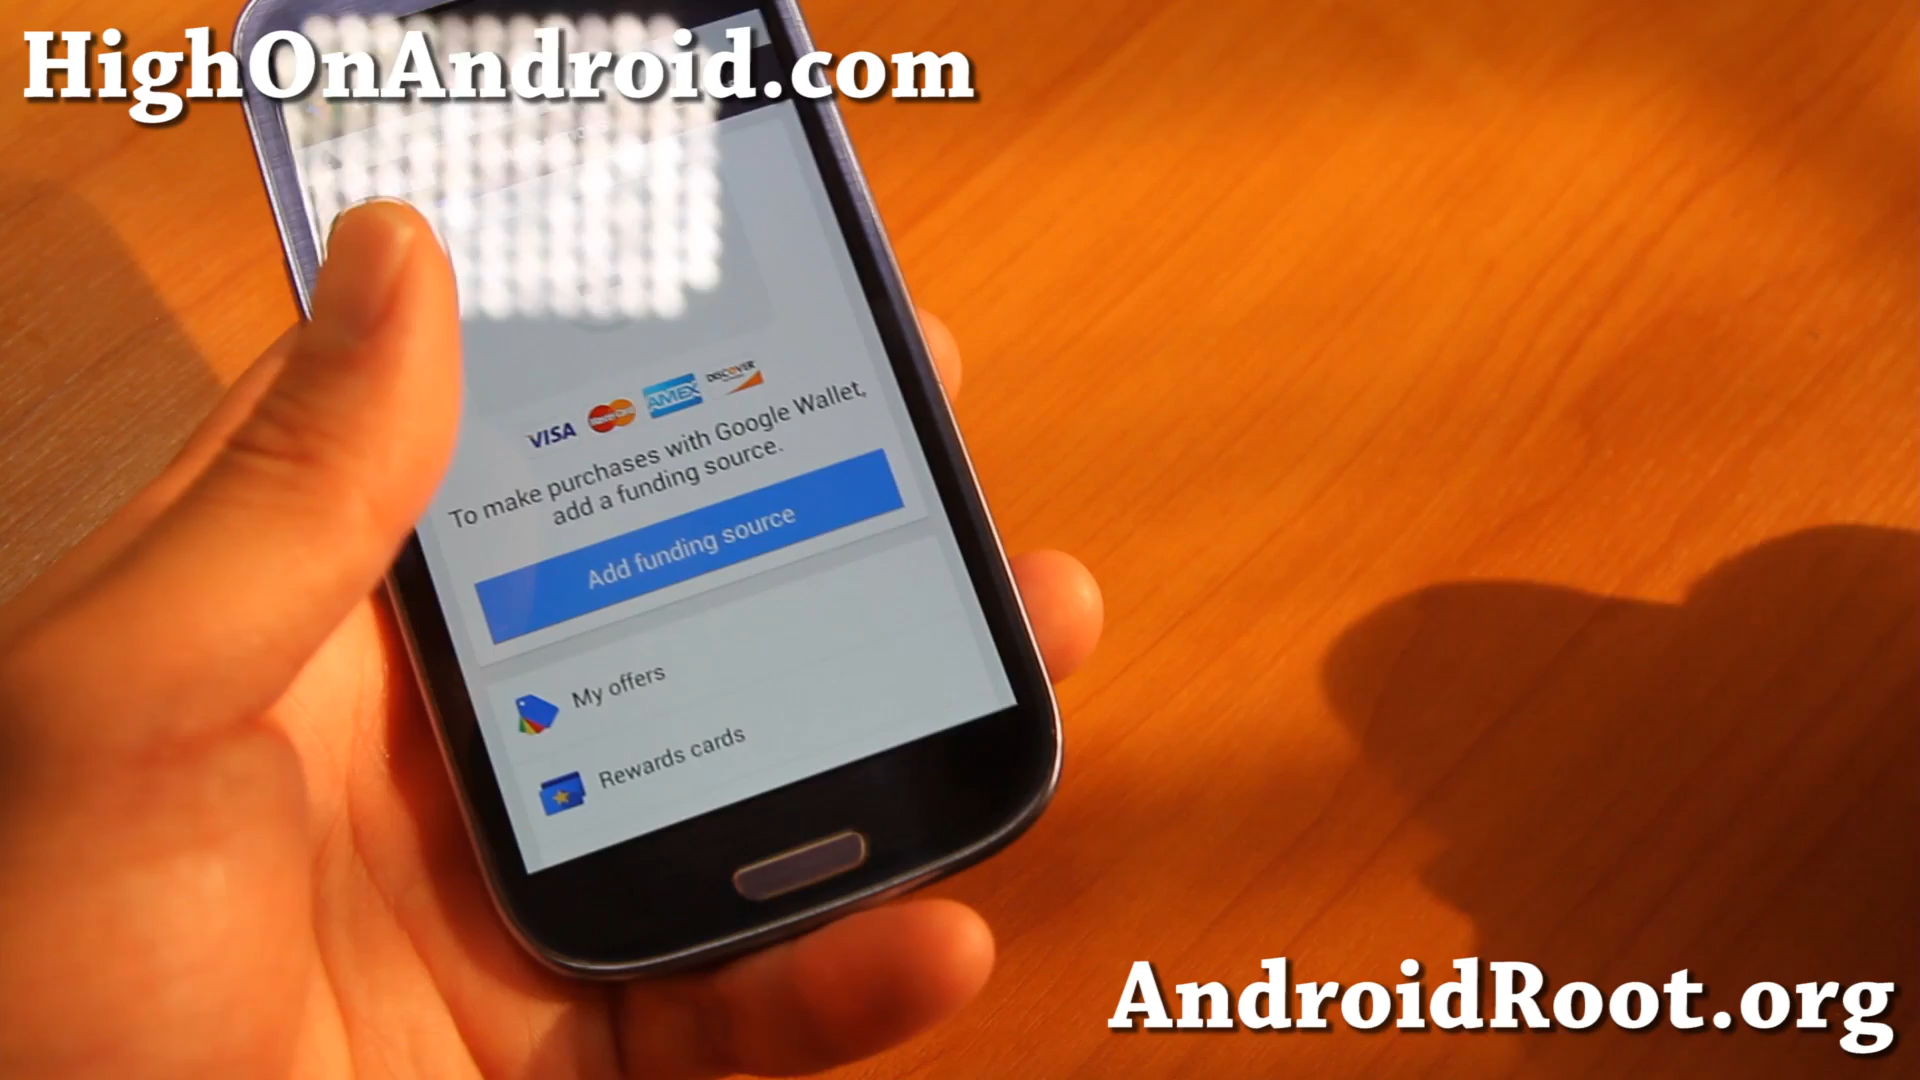 HighOnAndroid.com
VISA MasterCard AMEX DISCOVER
To make purchases with Google Wallet,
add a funding source.
Add funding source
My offers
Rewards cards
AndroidRoot.org